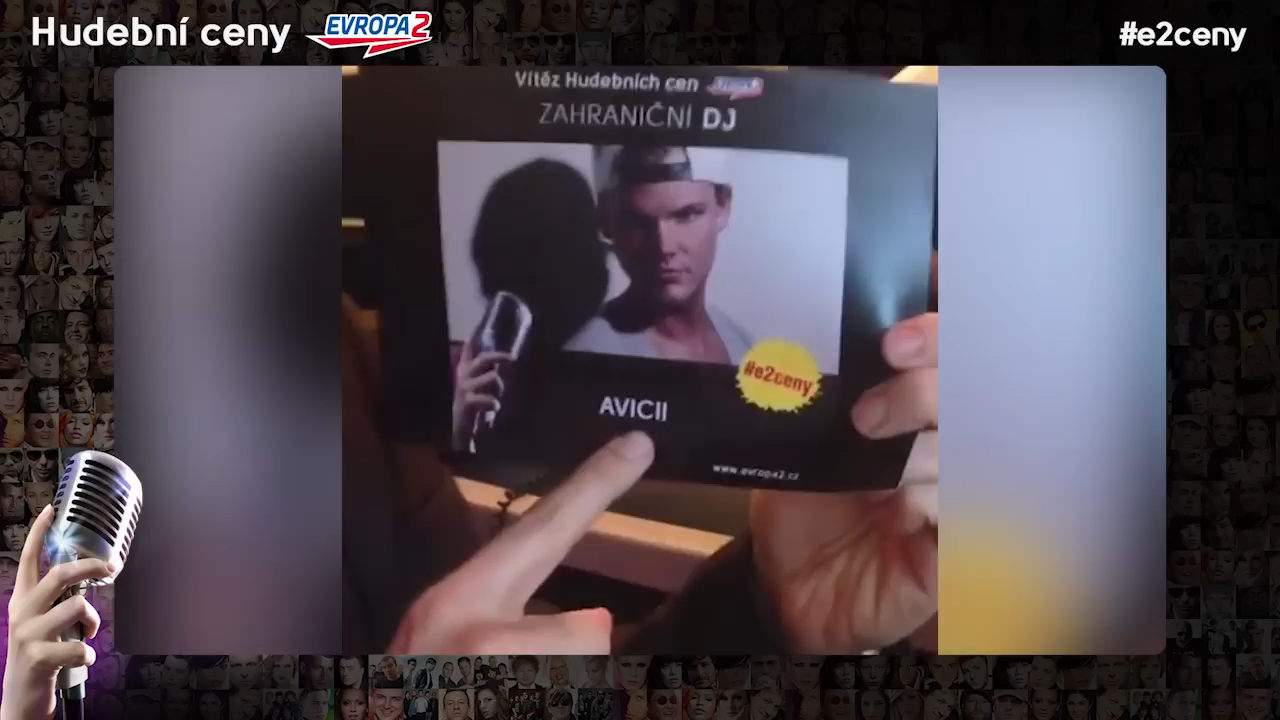 Hudební ceny EVROPA 2
#e2ceny
Vítěz Hudebních cen
ZAHRANIČNÍ DJ
#e2ceny
AVICII
www.evropa2.cz